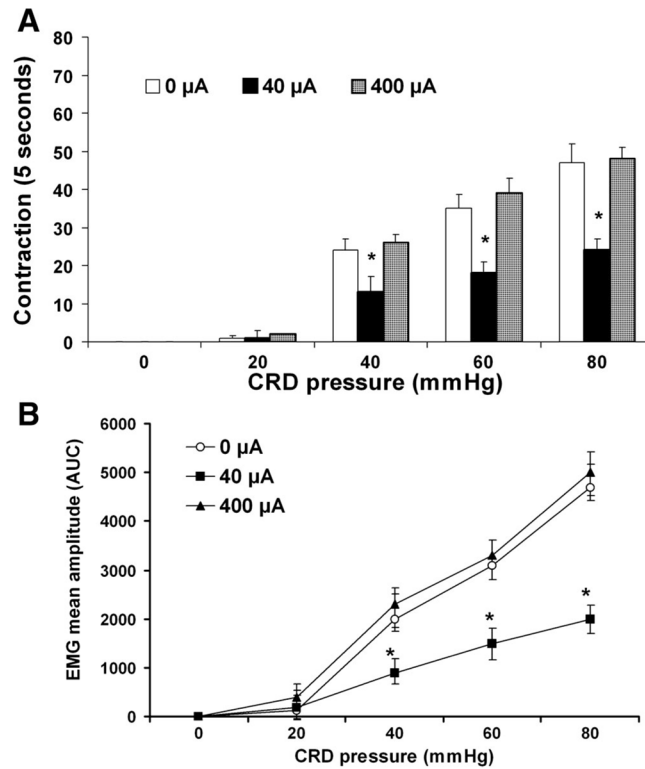 A
80
70
60
50
40
30
20
10
0
Contraction (5 seconds)
0 µA 40 µA 400 µA
* * *
0 20 40 60 80
CRD pressure (mmHg)
B
6000
5000
4000
3000
2000
1000
0
EMG mean amplitude (AUC)
0 µA
40 µA
400 µA
* * *
0 20 40 60 80
CRD pressure (mmHg)